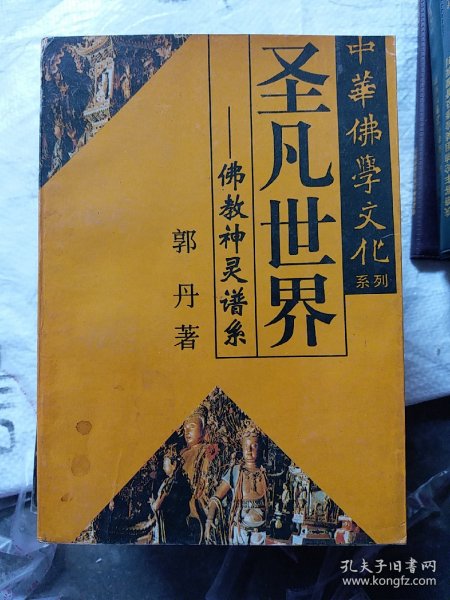 中華佛學文化
系列
圣凡世界
——佛教神灵谱系
郭丹著
孔夫子旧书网
www.kongfz.com